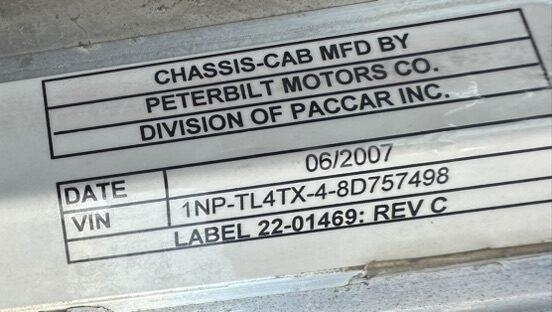 CHASSIS-CAB MFD BY
PETERBILT MOTORS CO.
DIVISION OF PACCAR INC.
DATE 06/2007
VIN 1NP-TL4TX-4-8D757498
LABEL 22-01469: REV C